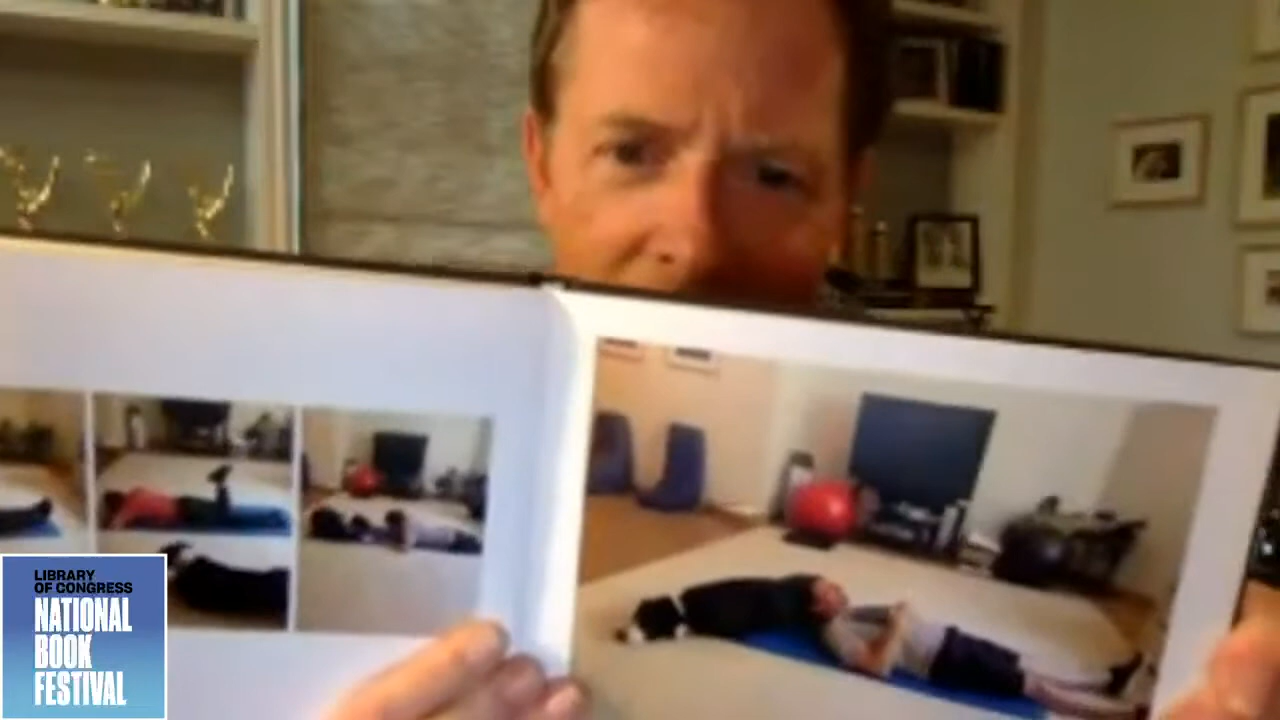 LIBRARY
OF CONGRESS
NATIONAL
BOOK
FESTIVAL